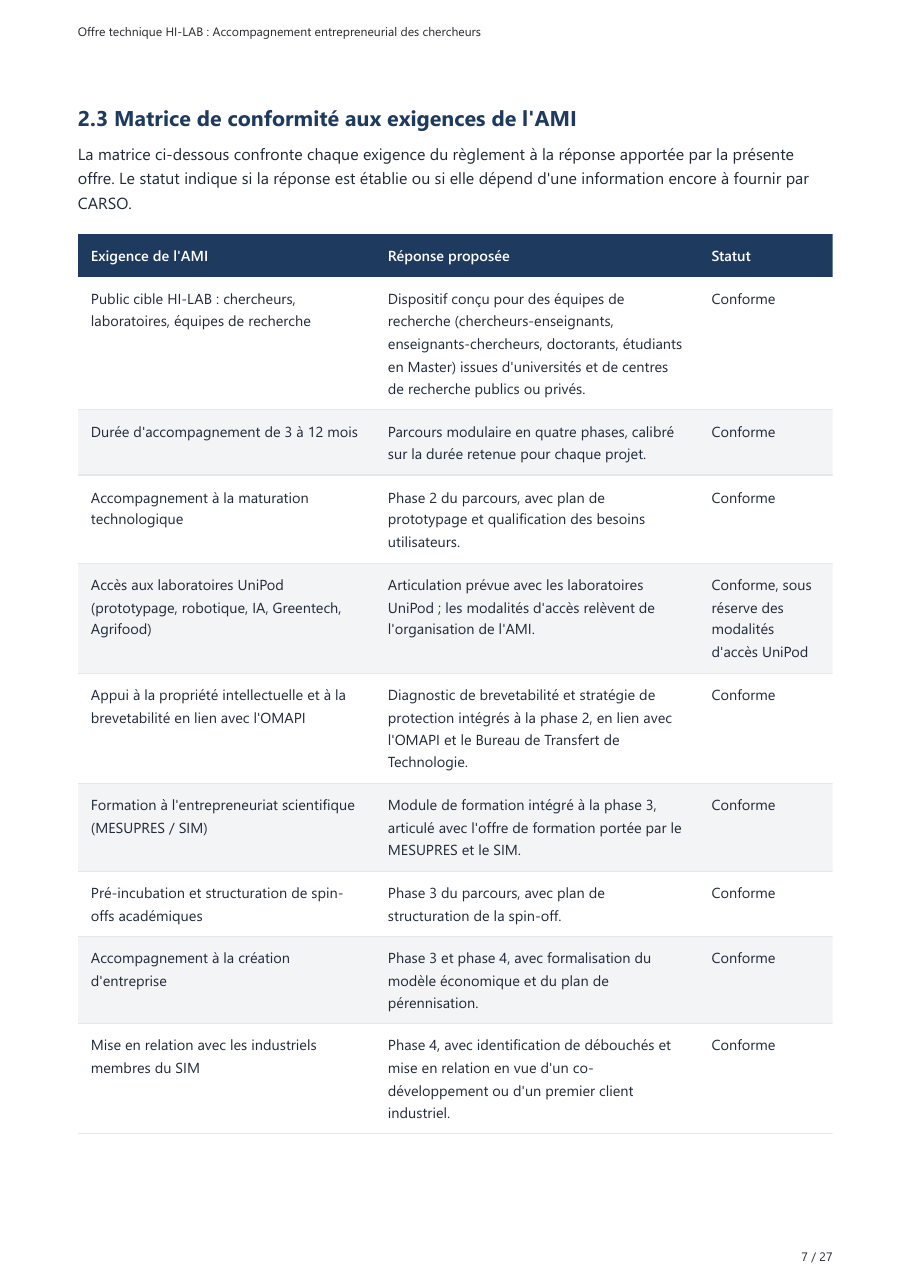 Offre technique HI-LAB : Accompagnement entrepreneurial des chercheurs
2.3 Matrice de conformité aux exigences de l'AMI
La matrice ci-dessous confronte chaque exigence du règlement à la réponse apportée par la présente
offre. Le statut indique si la réponse est établie ou si elle dépend d'une information encore à fournir par
CARSO.
Exigence de l'AMI
Réponse proposée
Statut
Public cible HI-LAB : chercheurs,
laboratoires, équipes de recherche
Dispositif conçu pour des équipes de
recherche (chercheurs-enseignants,
enseignants-chercheurs, doctorants, étudiants
en Master) issues d'universités et de centres
de recherche publics ou privés.
Conforme
Durée d'accompagnement de 3 à 12 mois
Parcours modulaire en quatre phases, calibré
sur la durée retenue pour chaque projet.
Conforme
Accompagnement à la maturation
technologique
Phase 2 du parcours, avec plan de
prototypage et qualification des besoins
utilisateurs.
Conforme
Accès aux laboratoires UniPod
(prototypage, robotique, IA, Greentech,
Agrifood)
Articulation prévue avec les laboratoires
UniPod ; les modalités d'accès relèvent de
l'organisation de l'AMI.
Conforme, sous
réserve des
modalités
d'accès UniPod
Appui à la propriété intellectuelle et à la
brevetabilité en lien avec l'OMAPI
Diagnostic de brevetabilité et stratégie de
protection intégrés à la phase 2, en lien avec
l'OMAPI et le Bureau de Transfert de
Technologie.
Conforme
Formation à l'entrepreneuriat scientifique
(MESUPRES / SIM)
Module de formation intégré à la phase 3,
articulé avec l'offre de formation portée par le
MESUPRES et le SIM.
Conforme
Pré-incubation et structuration de spin-
offs académiques
Phase 3 du parcours, avec plan de
structuration de la spin-off.
Conforme
Accompagnement à la création
d'entreprise
Phase 3 et phase 4, avec formalisation du
modèle économique et du plan de
pérennisation.
Conforme
Mise en relation avec les industriels
membres du SIM
Phase 4, avec identification de débouchés et
mise en relation en vue d'un co-
développement ou d'un premier client
industriel.
Conforme
7 / 27